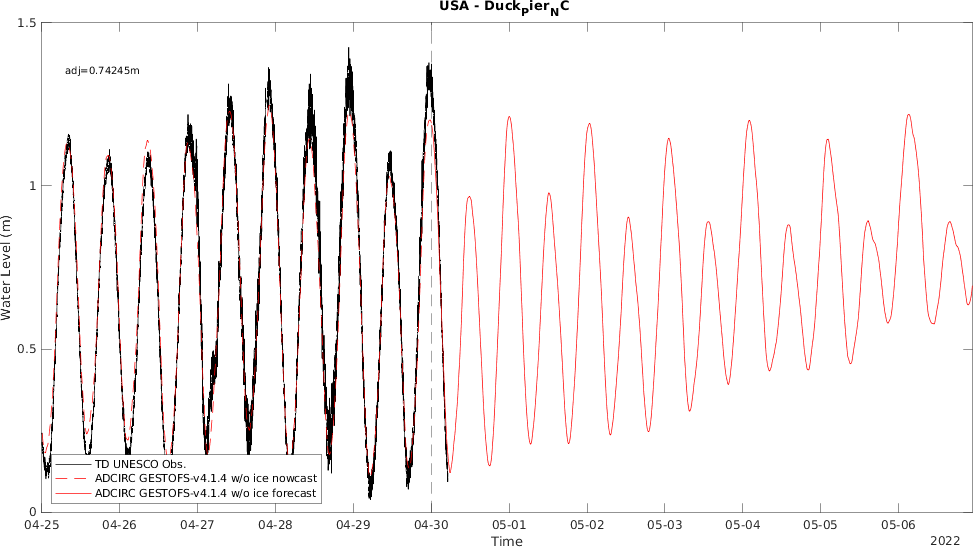 USA - Duck_Pier_NC
1.5
adj=0.74245m
1
Water Level (m)
0.5
TD UNESCO Obs.
ADCIRC GESTOFS-v4.1.4 w/o ice nowcast
ADCIRC GESTOFS-v4.1.4 w/o ice forecast
0
04-25 04-26 04-27 04-28 04-29 04-30 05-01 05-02 05-03 05-04 05-05 05-06
Time
2022